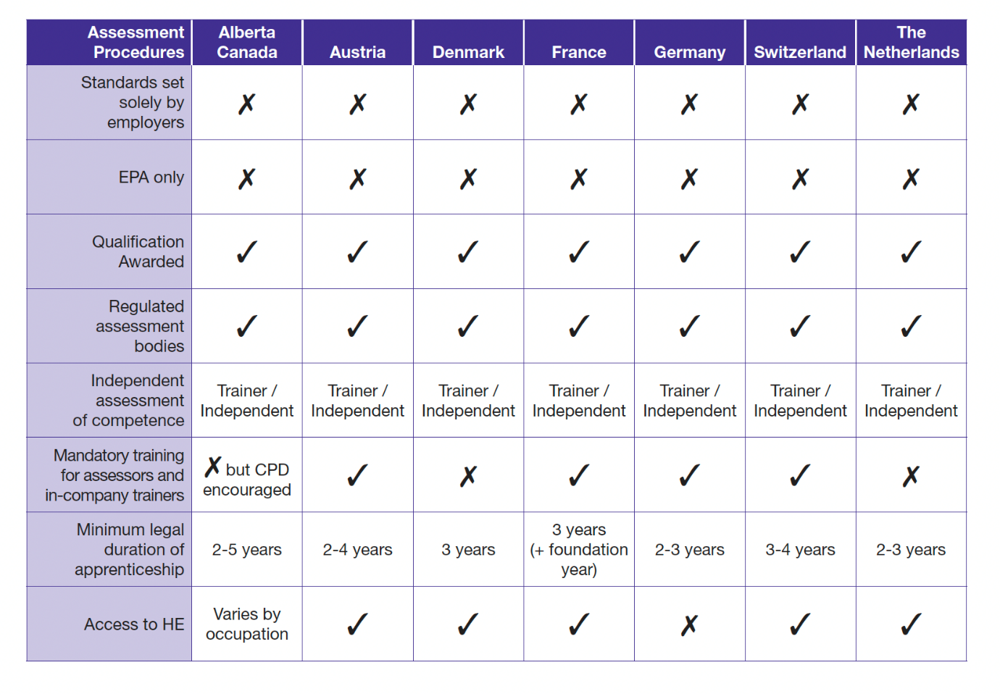 Assessment Procedures | Alberta Canada | Austria | Denmark | France | Germany | Switzerland | The Netherlands
Standards set solely by employers | ✗ | ✗ | ✗ | ✗ | ✗ | ✗ | ✗
EPA only | ✗ | ✗ | ✗ | ✗ | ✗ | ✗ | ✗
Qualification Awarded | ✓ | ✓ | ✓ | ✓ | ✓ | ✓ | ✓
Regulated assessment bodies | ✓ | ✓ | ✓ | ✓ | ✓ | ✓ | ✓
Independent assessment of competence | Trainer / Independent | Trainer / Independent | Trainer / Independent | Trainer / Independent | Trainer / Independent | Trainer / Independent | Trainer / Independent
Mandatory training for assessors and in-company trainers | ✗ but CPD encouraged | ✓ | ✗ | ✓ | ✓ | ✓ | ✗
Minimum legal duration of apprenticeship | 2-5 years | 2-4 years | 3 years | 3 years (+ foundation year) | 2-3 years | 3-4 years | 2-3 years
Access to HE | Varies by occupation | ✓ | ✓ | ✓ | ✗ | ✓ | ✓